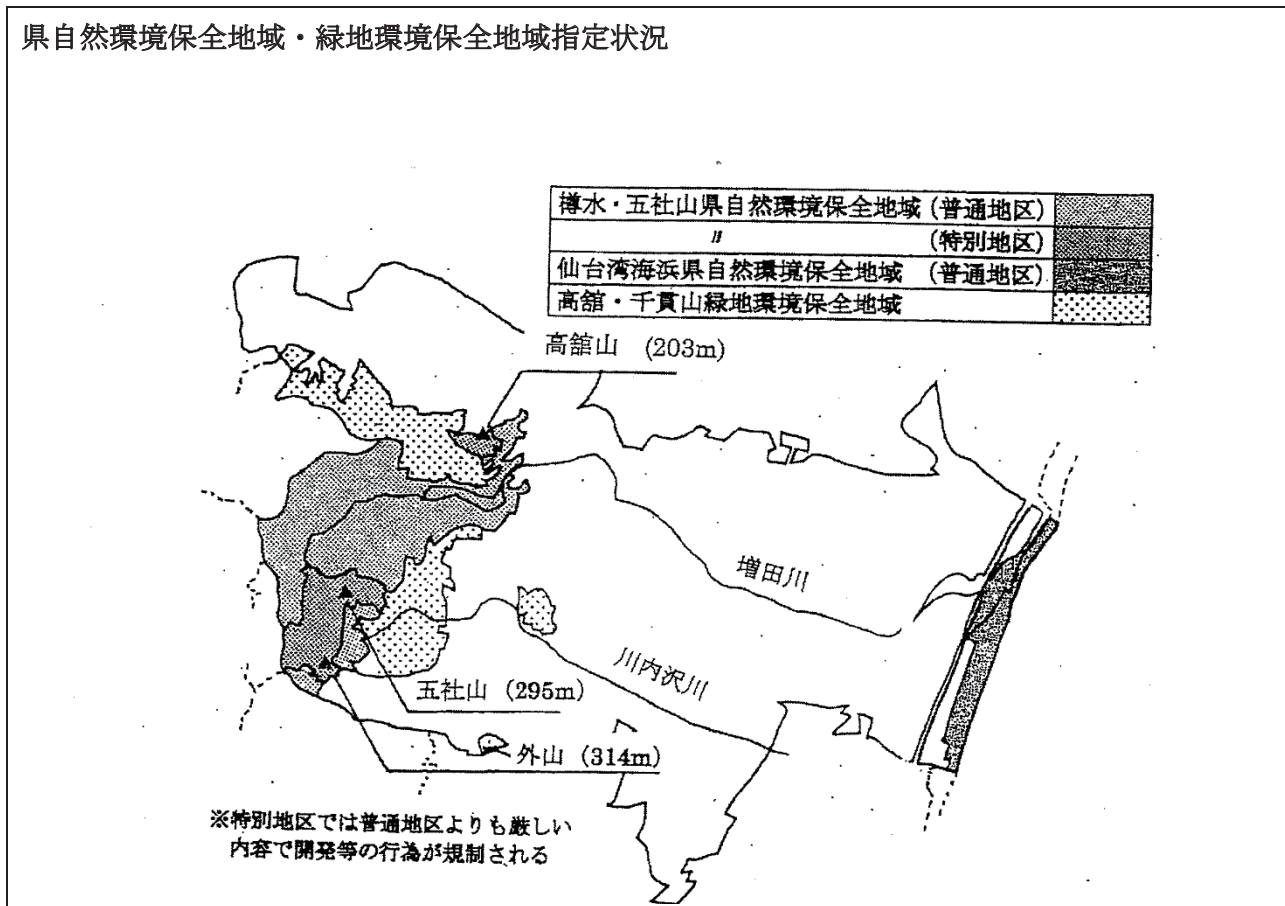 県自然環境保全地域・緑地環境保全地域指定状況
樽水・五社山県自然環境保全地域 (普通地区)
〃 (特別地区)
仙台湾海浜県自然環境保全地域 (普通地区)
高舘・千貫山緑地環境保全地域
高舘山 (203m)
増田川
川内沢川
五社山 (295m)
外山 (314m)
※特別地区では普通地区よりも厳しい
内容で開発等の行為が規制される